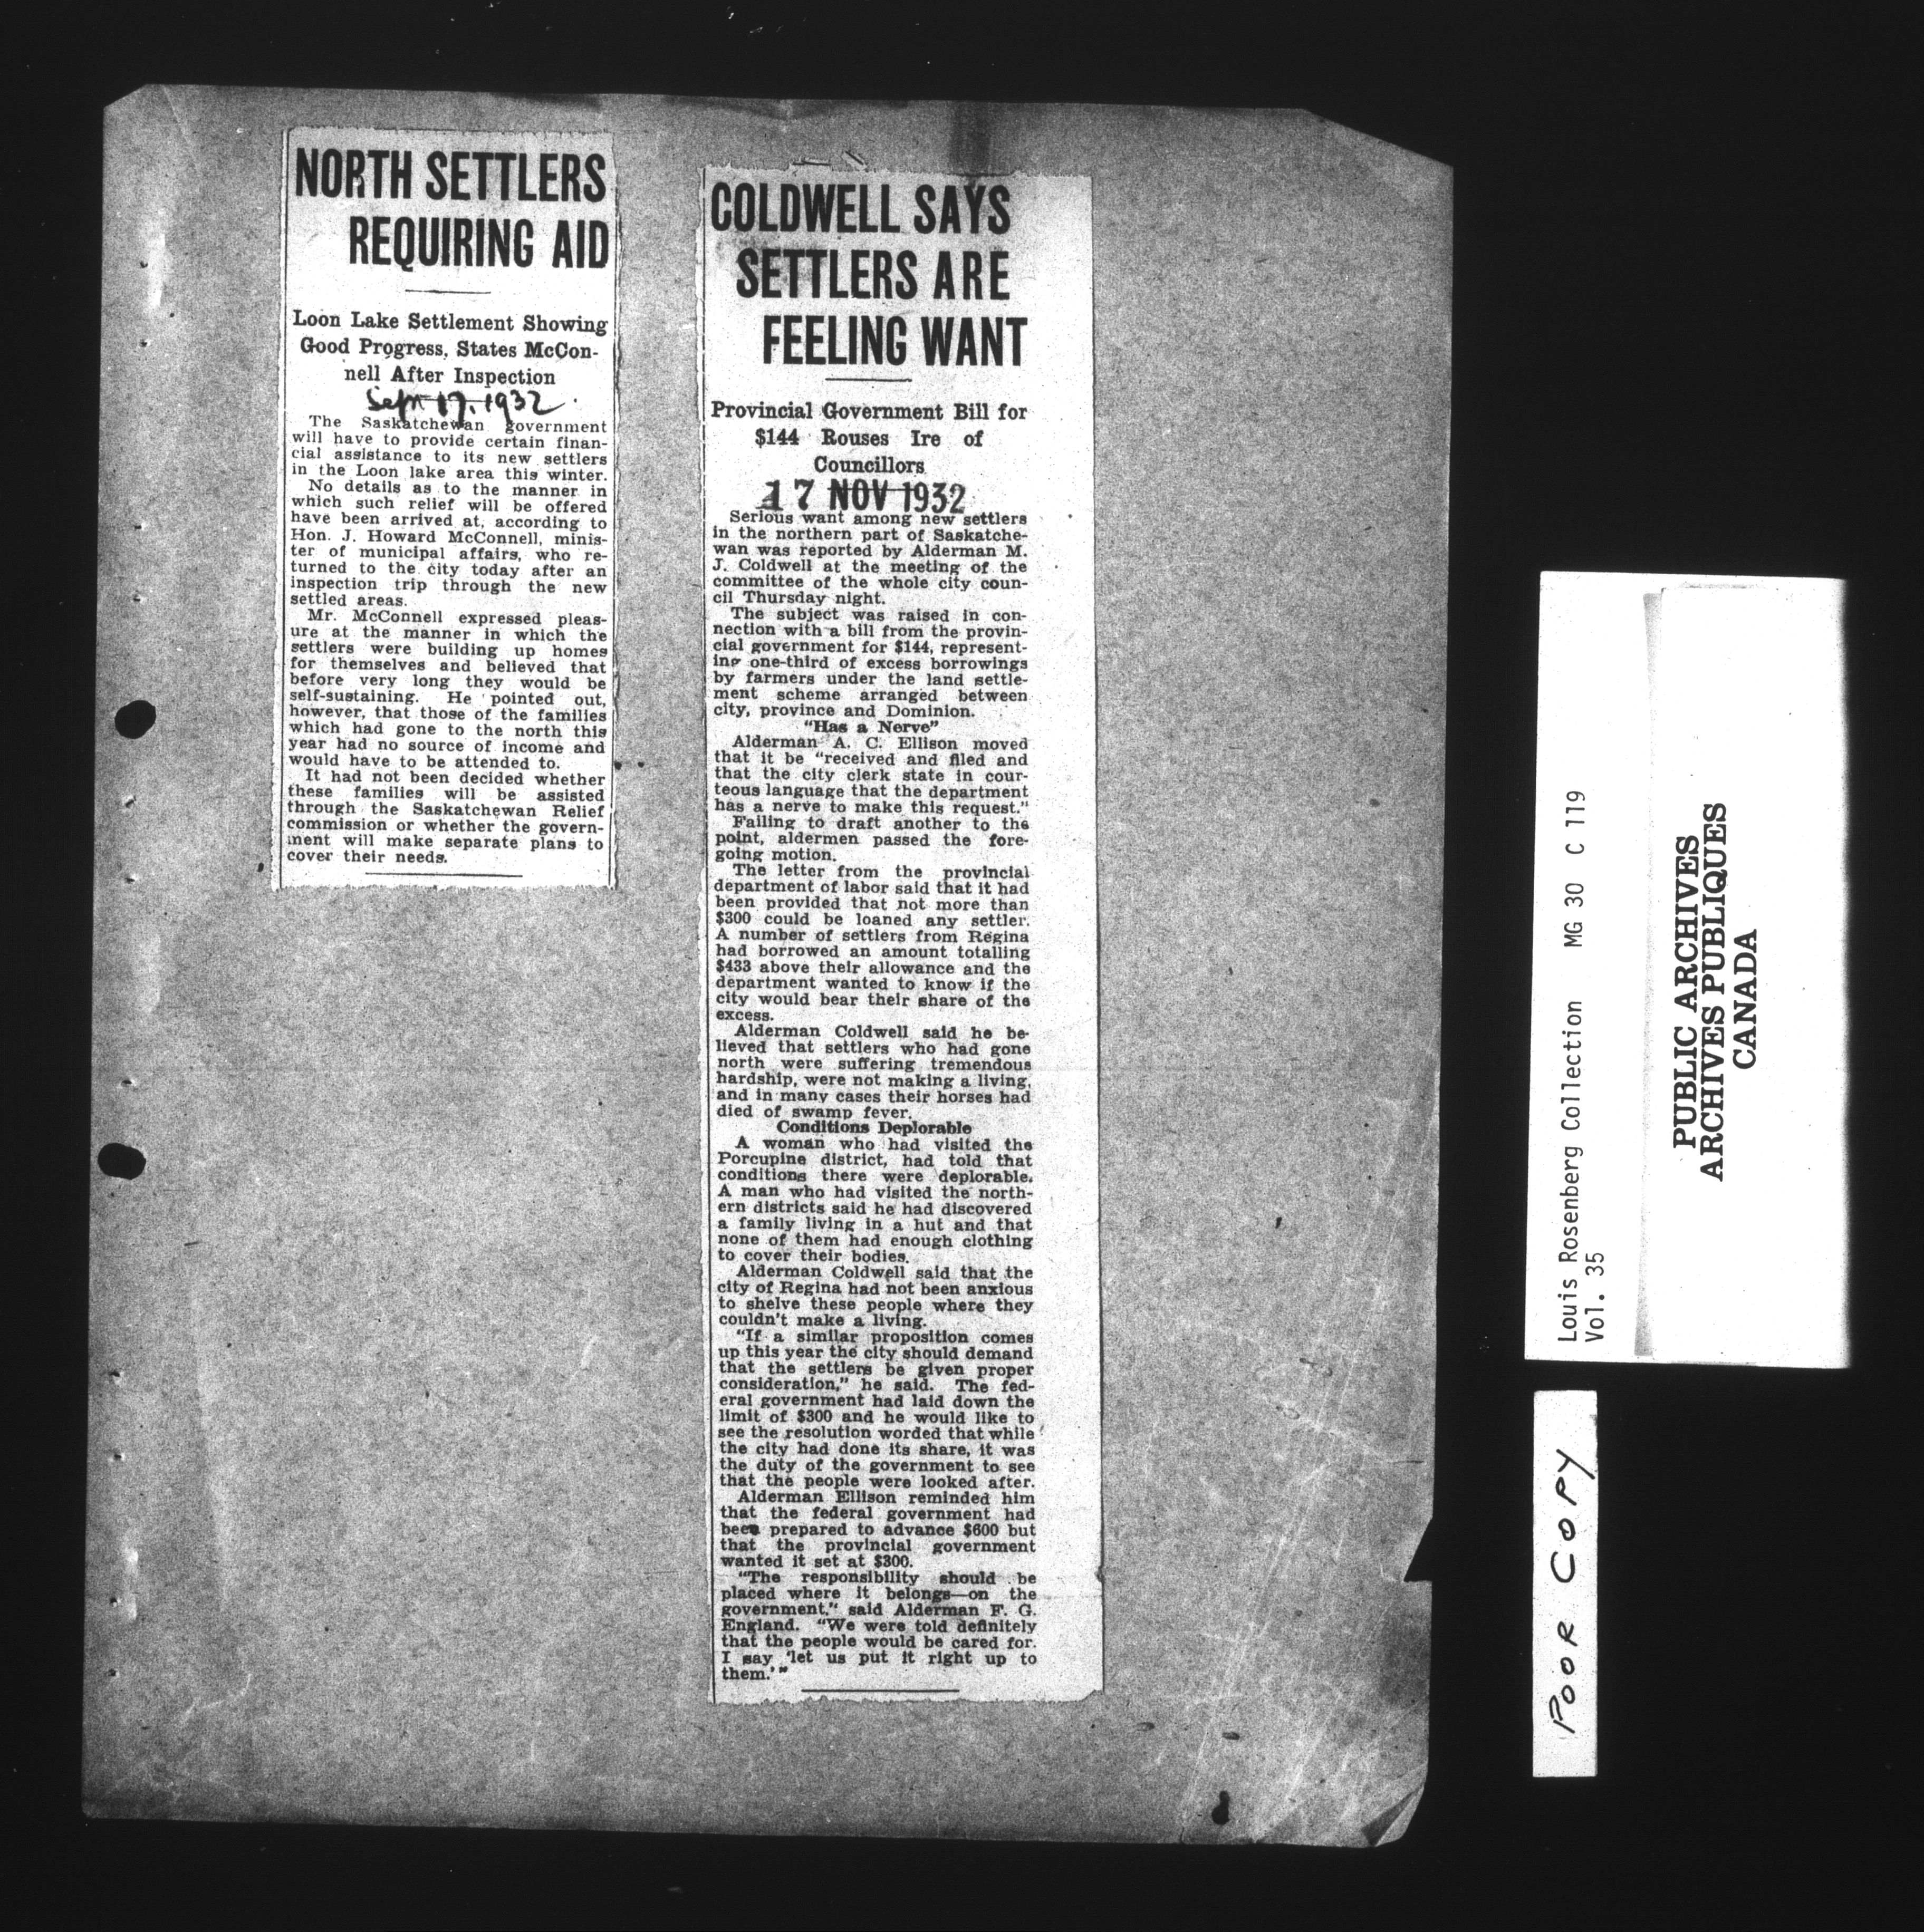 NORTH SETTLERS
REQUIRING AID
Loon Lake Settlement Showing
Good Progress, States McCon-
nell After Inspection
Sept 17, 1932
The Saskatchewan government
will have to provide certain finan-
cial assistance to its new settlers
in the Loon lake area this winter.
No details as to the manner in
which such relief will be offered
have been arrived at, according to
Hon. J. Howard McConnell, minis-
ter of municipal affairs, who re-
turned to the city today after an
inspection trip through the new
settled areas.
Mr. McConnell expressed pleas-
ure at the manner in which the
settlers were building up homes
for themselves and believed that
before very long they would be
self-sustaining. He pointed out,
however, that those of the families
which had gone to the north this
year had no source of income and
would have to be attended to.
It had not been decided whether
these families will be assisted
through the Saskatchewan Relief
commission or whether the govern-
ment will make separate plans to
cover their needs.
COLDWELL SAYS
SETTLERS ARE
FEELING WANT
Provincial Government Bill for
$144 Rouses Ire of
Councillors
17 NOV 1932
Serious want among new settlers
in the northern part of Saskatche-
wan was reported by Alderman M.
J. Coldwell at the meeting of the
committee of the whole city coun-
cil Thursday night.
The subject was raised in con-
nection with a bill from the provin-
cial government for $144, represent-
ing one-third of excess borrowings
by farmers under the land settle-
ment scheme arranged between
city, province and Dominion.
"Has a Nerve"
Alderman A. C. Ellison moved
that it be "received and filed and
that the city clerk state in cour-
teous language that the department
has a nerve to make this request."
Failing to draft another to the
point, aldermen passed the fore-
going motion.
The letter from the provincial
department of labor said that it had
been provided that not more than
$300 could be loaned any settler.
A number of settlers from Regina
had borrowed an amount totalling
$433 above their allowance and the
department wanted to know if the
city would bear their share of the
excess.
Alderman Coldwell said he be-
lieved that settlers who had gone
north were suffering tremendous
hardship, were not making a living,
and in many cases their horses had
died of swamp fever.
Conditions Deplorable
A woman who had visited the
Porcupine district, had told that
conditions there were deplorable.
A man who had visited the north-
ern districts said he had discovered
a family living in a hut and that
none of them had enough clothing
to cover their bodies.
Alderman Coldwell said that the
city of Regina had not been anxious
to shelve these people where they
couldn't make a living.
"If a similar proposition comes
up this year the city should demand
that the settlers be given proper
consideration," he said. The fed-
eral government had laid down the
limit of $300 and he would like to
see the resolution worded that while
the city had done its share, it was
the duty of the government to see
that the people were looked after.
Alderman Ellison reminded him
that the federal government had
been prepared to advance $600 but
that the provincial government
wanted it set at $300.
"The responsibility should be
placed where it belongs—on the
government," said Alderman F. G.
England. "We were told definitely
that the people would be cared for.
I say 'let us put it right up to
them.'"
Louis Rosenberg Collection MG 30 C 119
Vol. 35
PUBLIC ARCHIVES
ARCHIVES PUBLIQUES
CANADA
POOR COPY